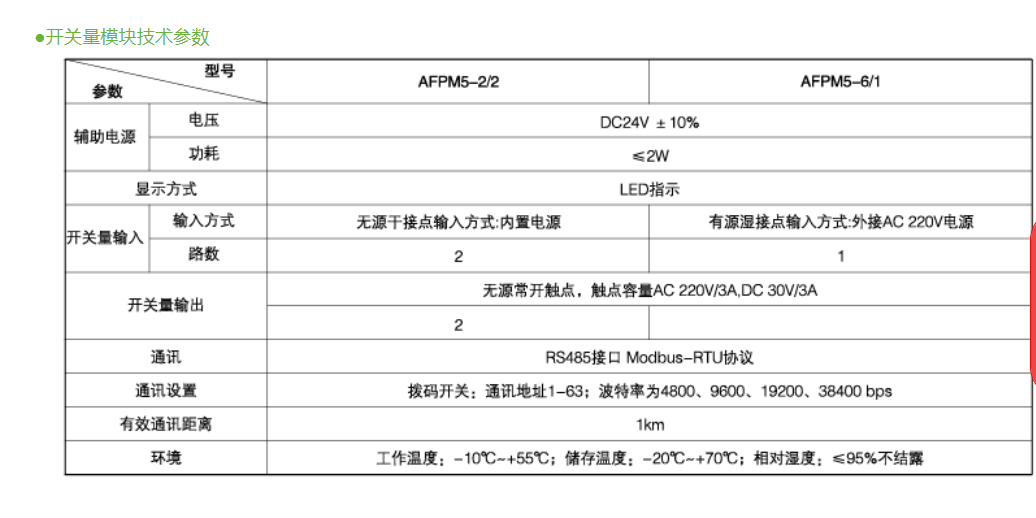 ●开关量模块技术参数
型号
参数
AFPM5-2/2
AFPM5-6/1
辅助电源
电压
DC24V ±10%
功耗
≤2W
显示方式
LED指示
开关量输入
输入方式
无源干接点输入方式:内置电源
有源湿接点输入方式:外接AC 220V电源
路数
2
1
开关量输出
无源常开触点，触点容量AC 220V/3A,DC 30V/3A
2
通讯
RS485接口 Modbus-RTU协议
通讯设置
拨码开关：通讯地址1-63；波特率为4800、9600、19200、38400 bps
有效通讯距离
1km
环境
工作温度：-10℃~+55℃；储存温度：-20℃~+70℃；相对湿度：≤95%不结露